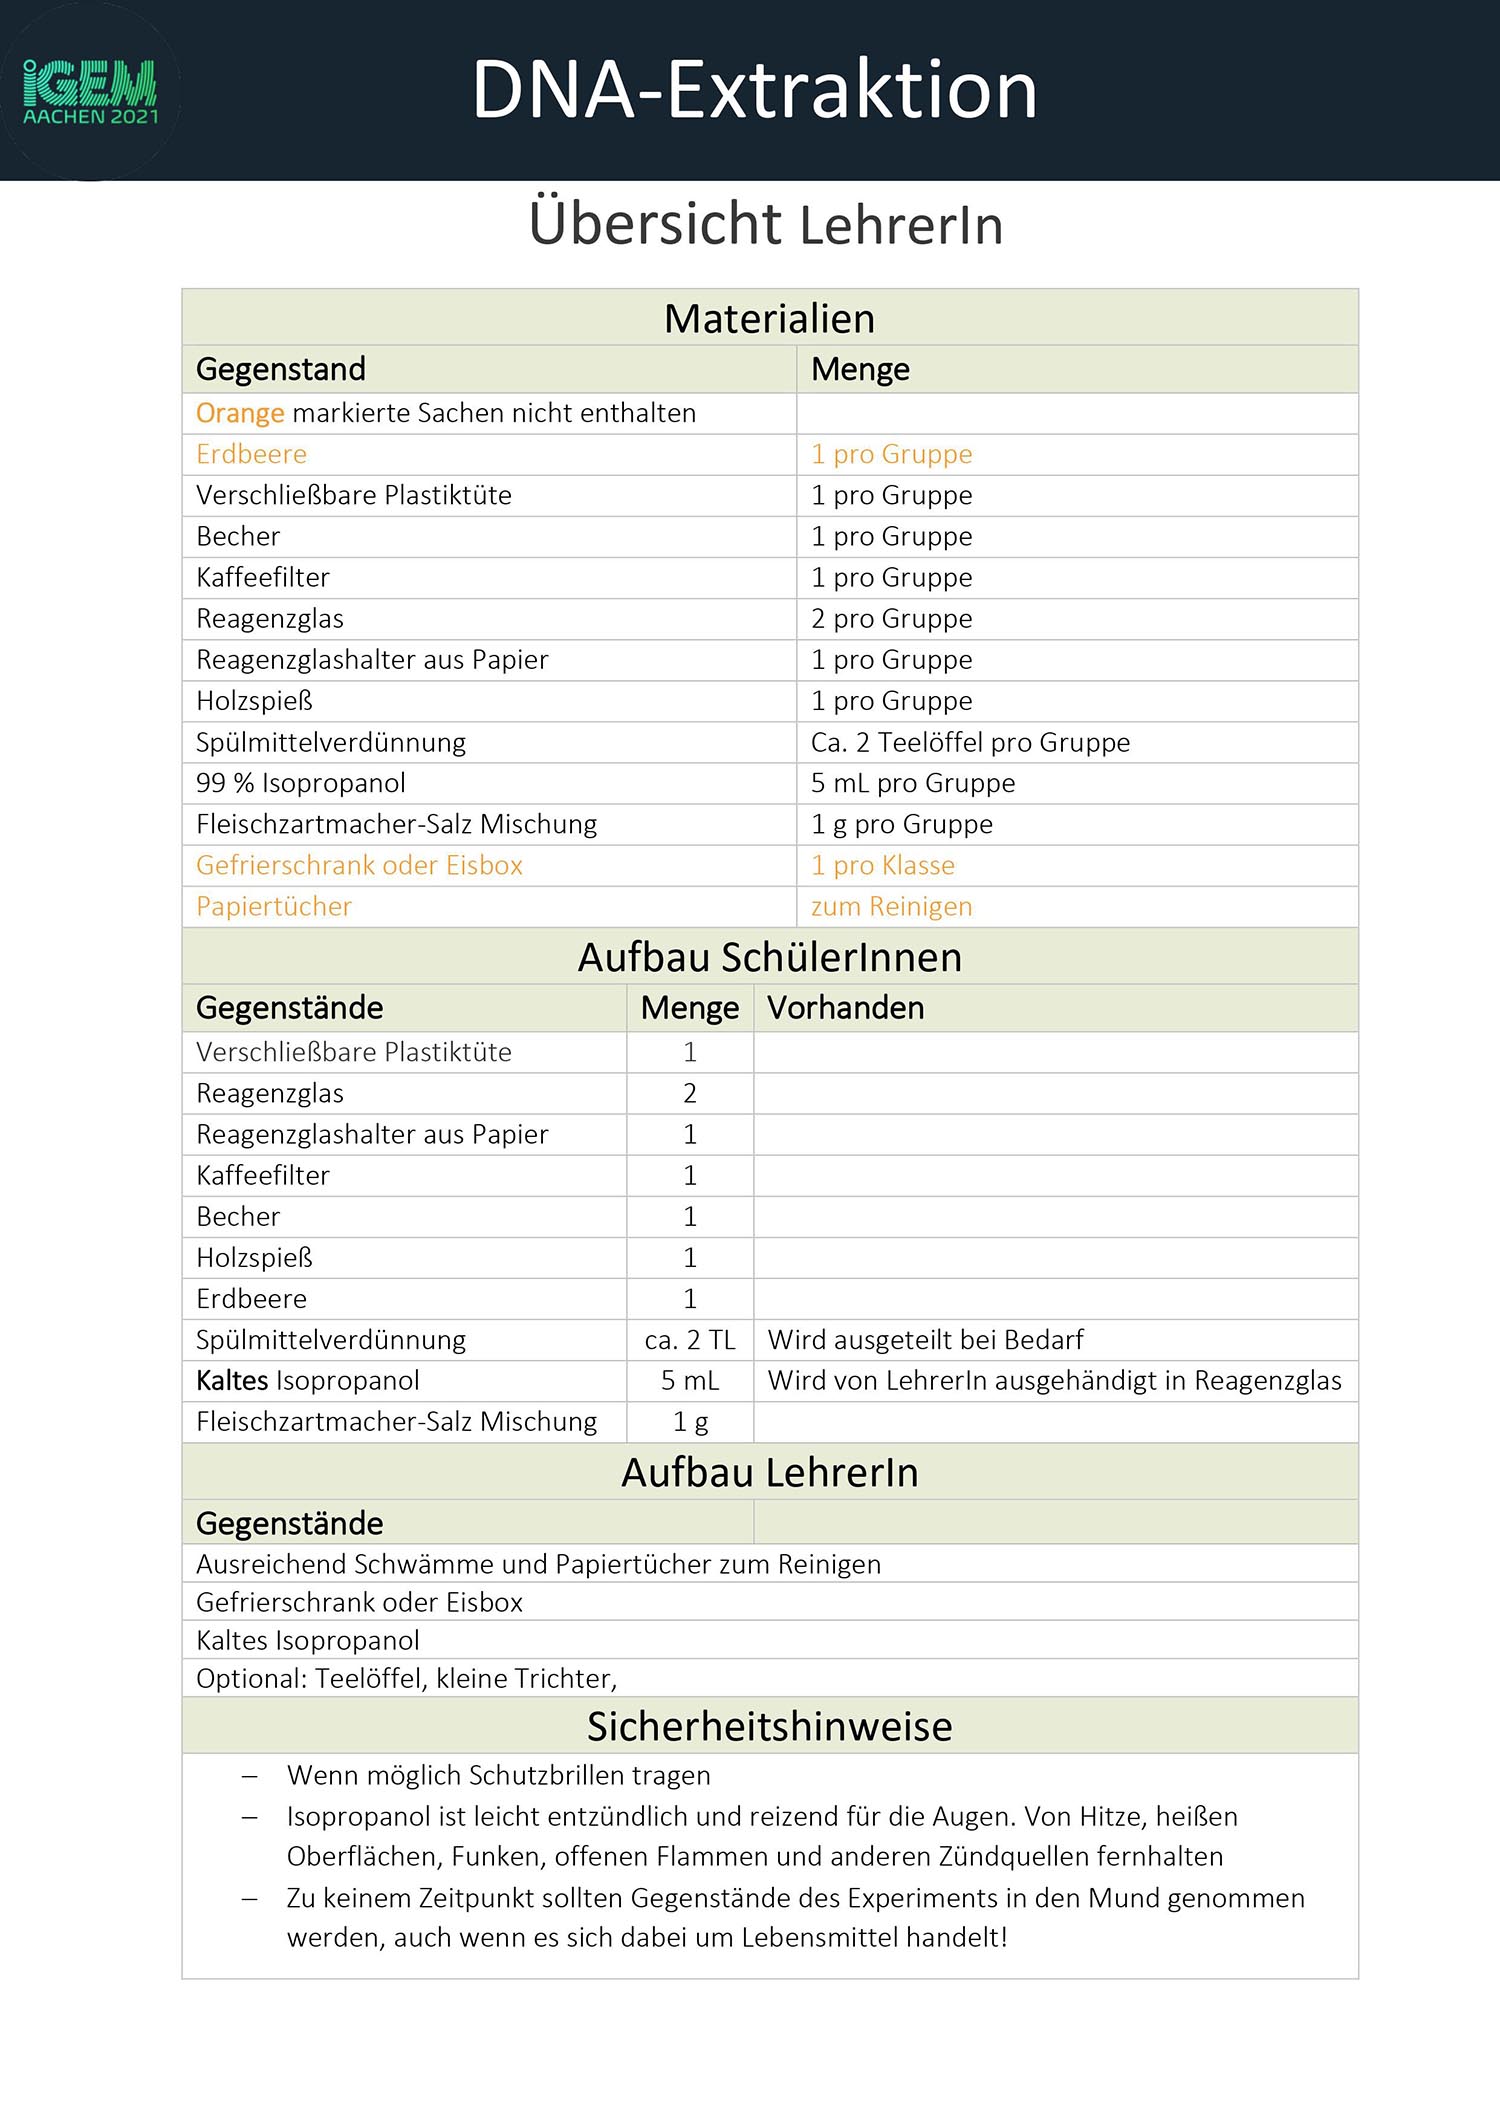 iGEM
AACHEN 2021
DNA-Extraktion
Übersicht LehrerIn
Materialien
Gegenstand Menge
Orange markierte Sachen nicht enthalten
Erdbeere 1 pro Gruppe
Verschließbare Plastiktüte 1 pro Gruppe
Becher 1 pro Gruppe
Kaffeefilter 1 pro Gruppe
Reagenzglas 2 pro Gruppe
Reagenzglashalter aus Papier 1 pro Gruppe
Holzspieß 1 pro Gruppe
Spülmittelverdünnung Ca. 2 Teelöffel pro Gruppe
99 % Isopropanol 5 mL pro Gruppe
Fleischzartmacher-Salz Mischung 1 g pro Gruppe
Gefrierschrank oder Eisbox 1 pro Klasse
Papiertücher zum Reinigen
Aufbau SchülerInnen
Gegenstände Menge Vorhanden
Verschließbare Plastiktüte 1
Reagenzglas 2
Reagenzglashalter aus Papier 1
Kaffeefilter 1
Becher 1
Holzspieß 1
Erdbeere 1
Spülmittelverdünnung ca. 2 TL Wird ausgeteilt bei Bedarf
Kaltes Isopropanol 5 mL Wird von LehrerIn ausgehändigt in Reagenzglas
Fleischzartmacher-Salz Mischung 1 g
Aufbau LehrerIn
Gegenstände
Ausreichend Schwämme und Papiertücher zum Reinigen
Gefrierschrank oder Eisbox
Kaltes Isopropanol
Optional: Teelöffel, kleine Trichter,
Sicherheitshinweise
– Wenn möglich Schutzbrillen tragen
– Isopropanol ist leicht entzündlich und reizend für die Augen. Von Hitze, heißen
Oberflächen, Funken, offenen Flammen und anderen Zündquellen fernhalten
– Zu keinem Zeitpunkt sollten Gegenstände des Experiments in den Mund genommen
werden, auch wenn es sich dabei um Lebensmittel handelt!